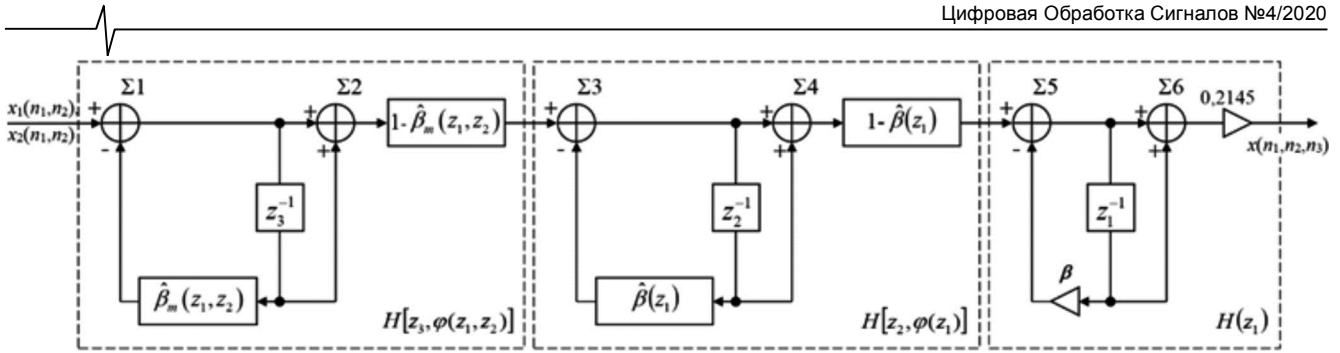 Цифровая Обработка Сигналов №4/2020
Σ1
Σ2
Σ3
Σ4
Σ5
Σ6
0,2145
x₁(n₁,n₂)
x₂(n₁,n₂)
+
-
+
+
1- β̂ₘ(z₁,z₂)
+
-
+
+
1- β̂(z₁)
+
-
+
+
x(n₁,n₂,n₃)
z₃⁻¹
z₂⁻¹
z₁⁻¹
β̂ₘ(z₁,z₂)
β̂(z₁)
β
H[z₃,φ(z₁,z₂)]
H[z₂,φ(z₁)]
H(z₁)